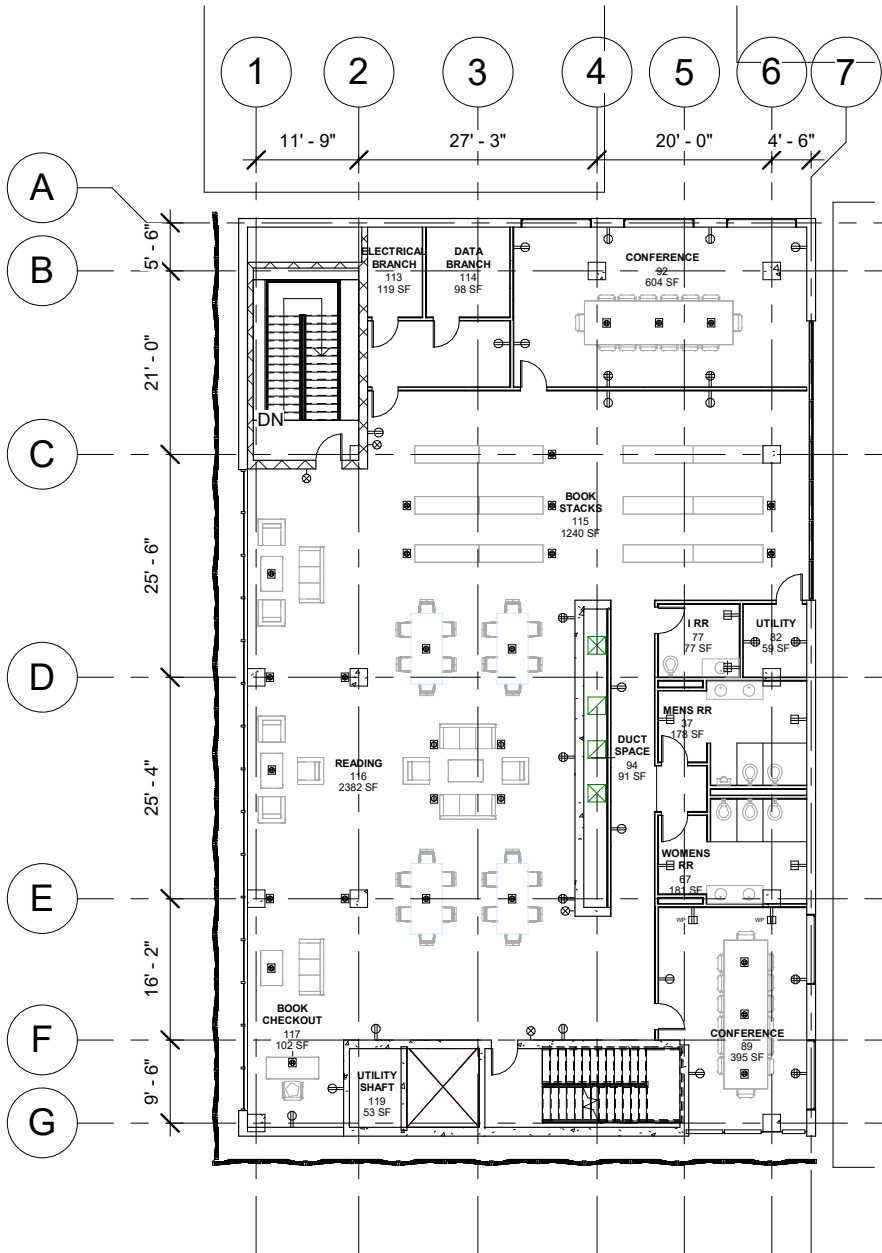 1 2 3 4 5 6 7
11' - 9" 27' - 3" 20' - 0" 4' - 6"
A
5' - 6"
B
21' - 0"
C
25' - 6"
D
25' - 4"
E
16' - 2"
F
9' - 6"
G
ELECTRICAL
BRANCH
113
119 SF
DATA
BRANCH
114
98 SF
CONFERENCE
92
604 SF
DN
BOOK
STACKS
115
1240 SF
I RR
77
77 SF
UTILITY
82
59 SF
MENS RR
37
178 SF
DUCT
SPACE
94
91 SF
READING
116
2382 SF
WOMENS
RR
67
181 SF
WP WP
BOOK
CHECKOUT
117
102 SF
CONFERENCE
89
395 SF
UTILITY
SHAFT
119
53 SF